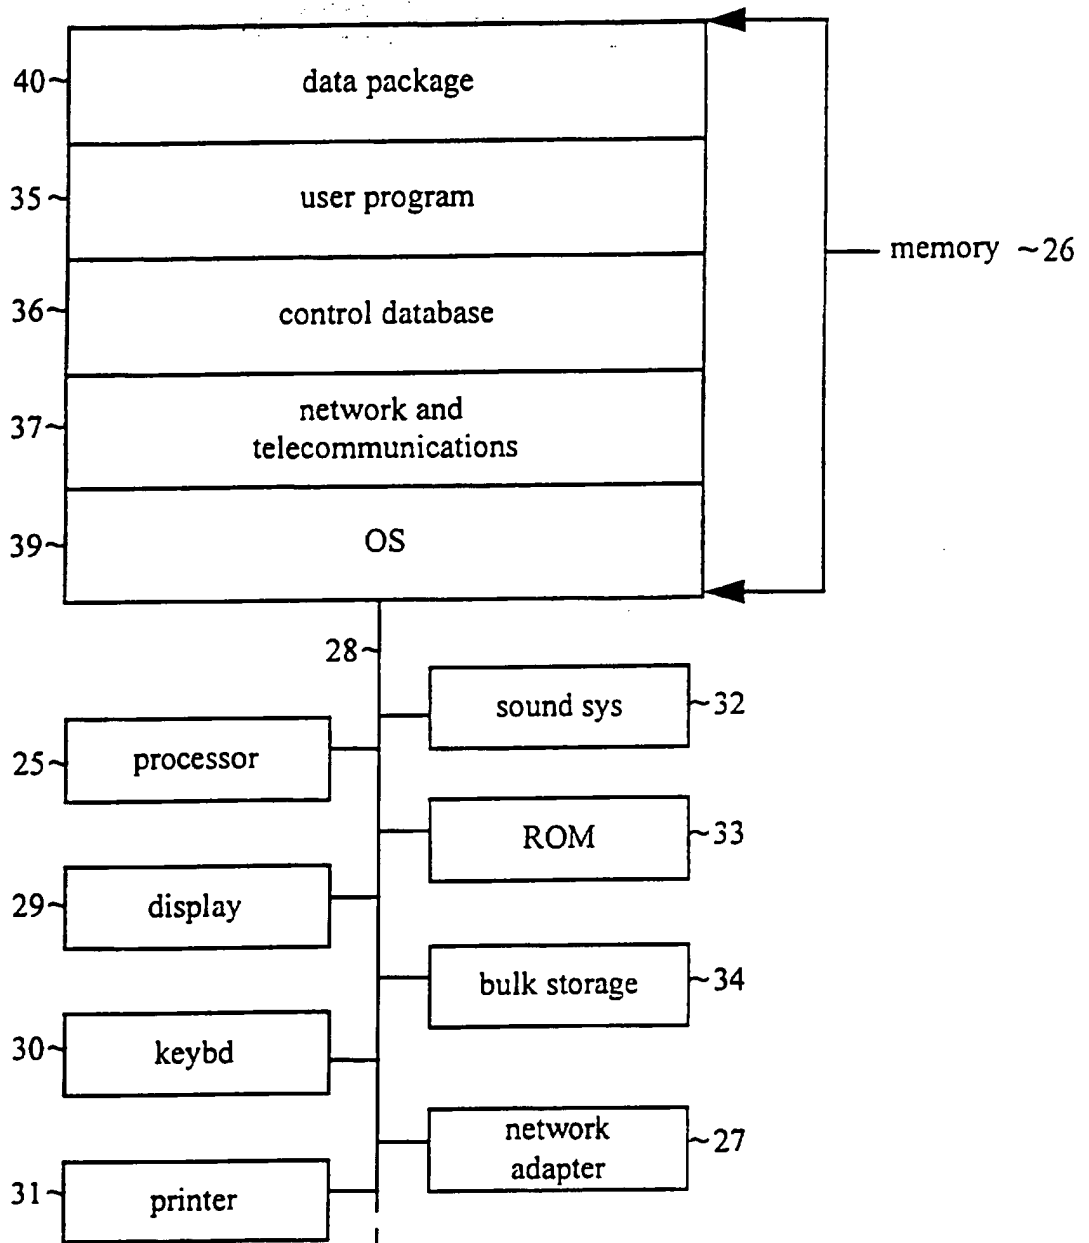 40~ data package
35~ user program
memory ~26
36~ control database
37~ network and
telecommunications
39~ OS
28~
sound sys ~32
25~ processor
ROM ~33
29~ display
bulk storage ~34
30~ keybd
network
adapter ~27
31~ printer